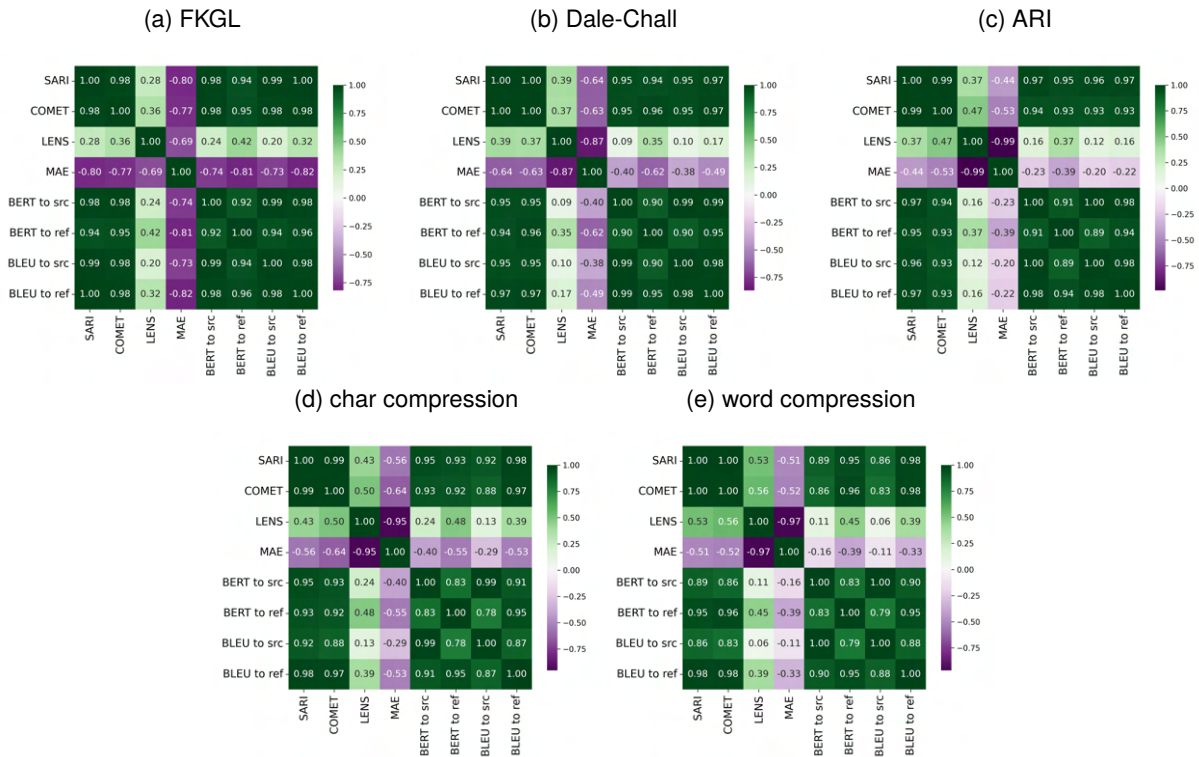 (a) FKGL
(b) Dale-Chall
(c) ARI
SARI 1.00 0.98 0.28 -0.80 0.98 0.94 0.99 1.00
COMET 0.98 1.00 0.36 -0.77 0.98 0.95 0.98 0.98
LENS 0.28 0.36 1.00 -0.69 0.24 0.42 0.20 0.32
MAE -0.80 -0.77 -0.69 1.00 -0.74 -0.81 -0.73 -0.82
BERT to src 0.98 0.98 0.24 -0.74 1.00 0.92 0.99 0.98
BERT to ref 0.94 0.95 0.42 -0.81 0.92 1.00 0.94 0.96
BLEU to src 0.99 0.98 0.20 -0.73 0.99 0.94 1.00 0.98
BLEU to ref 1.00 0.98 0.32 -0.82 0.98 0.96 0.98 1.00
SARI COMET LENS MAE BERT to src BERT to ref BLEU to src BLEU to ref
1.00
0.75
0.50
0.25
0.00
−0.25
−0.50
−0.75
SARI 1.00 1.00 0.39 -0.64 0.95 0.94 0.95 0.97
COMET 1.00 1.00 0.37 -0.63 0.95 0.96 0.95 0.97
LENS 0.39 0.37 1.00 -0.87 0.09 0.35 0.10 0.17
MAE -0.64 -0.63 -0.87 1.00 -0.40 -0.62 -0.38 -0.49
BERT to src 0.95 0.95 0.09 -0.40 1.00 0.90 0.99 0.99
BERT to ref 0.94 0.96 0.35 -0.62 0.90 1.00 0.90 0.95
BLEU to src 0.95 0.95 0.10 -0.38 0.99 0.90 1.00 0.98
BLEU to ref 0.97 0.97 0.17 -0.49 0.99 0.95 0.98 1.00
SARI COMET LENS MAE BERT to src BERT to ref BLEU to src BLEU to ref
1.00
0.75
0.50
0.25
0.00
−0.25
−0.50
−0.75
SARI 1.00 0.99 0.37 -0.44 0.97 0.95 0.96 0.97
COMET 0.99 1.00 0.47 -0.53 0.94 0.93 0.93 0.93
LENS 0.37 0.47 1.00 -0.99 0.16 0.37 0.12 0.16
MAE -0.44 -0.53 -0.99 1.00 -0.23 -0.39 -0.20 -0.22
BERT to src 0.97 0.94 0.16 -0.23 1.00 0.91 1.00 0.98
BERT to ref 0.95 0.93 0.37 -0.39 0.91 1.00 0.89 0.94
BLEU to src 0.96 0.93 0.12 -0.20 1.00 0.89 1.00 0.98
BLEU to ref 0.97 0.93 0.16 -0.22 0.98 0.94 0.98 1.00
SARI COMET LENS MAE BERT to src BERT to ref BLEU to src BLEU to ref
1.00
0.75
0.50
0.25
0.00
−0.25
−0.50
−0.75
(d) char compression
(e) word compression
SARI 1.00 0.99 0.43 -0.56 0.95 0.93 0.92 0.98
COMET 0.99 1.00 0.50 -0.64 0.93 0.92 0.88 0.97
LENS 0.43 0.50 1.00 -0.95 0.24 0.48 0.13 0.39
MAE -0.56 -0.64 -0.95 1.00 -0.40 -0.55 -0.29 -0.53
BERT to src 0.95 0.93 0.24 -0.40 1.00 0.83 0.99 0.91
BERT to ref 0.93 0.92 0.48 -0.55 0.83 1.00 0.78 0.95
BLEU to src 0.92 0.88 0.13 -0.29 0.99 0.78 1.00 0.87
BLEU to ref 0.98 0.97 0.39 -0.53 0.91 0.95 0.87 1.00
SARI COMET LENS MAE BERT to src BERT to ref BLEU to src BLEU to ref
1.00
0.75
0.50
0.25
0.00
−0.25
−0.50
−0.75
SARI 1.00 1.00 0.53 -0.51 0.89 0.95 0.86 0.98
COMET 1.00 1.00 0.56 -0.52 0.86 0.96 0.83 0.98
LENS 0.53 0.56 1.00 -0.97 0.11 0.45 0.06 0.39
MAE -0.51 -0.52 -0.97 1.00 -0.16 -0.39 -0.11 -0.33
BERT to src 0.89 0.86 0.11 -0.16 1.00 0.83 1.00 0.90
BERT to ref 0.95 0.96 0.45 -0.39 0.83 1.00 0.79 0.95
BLEU to src 0.86 0.83 0.06 -0.11 1.00 0.79 1.00 0.88
BLEU to ref 0.98 0.98 0.39 -0.33 0.90 0.95 0.88 1.00
SARI COMET LENS MAE BERT to src BERT to ref BLEU to src BLEU to ref
1.00
0.75
0.50
0.25
0.00
−0.25
−0.50
−0.75